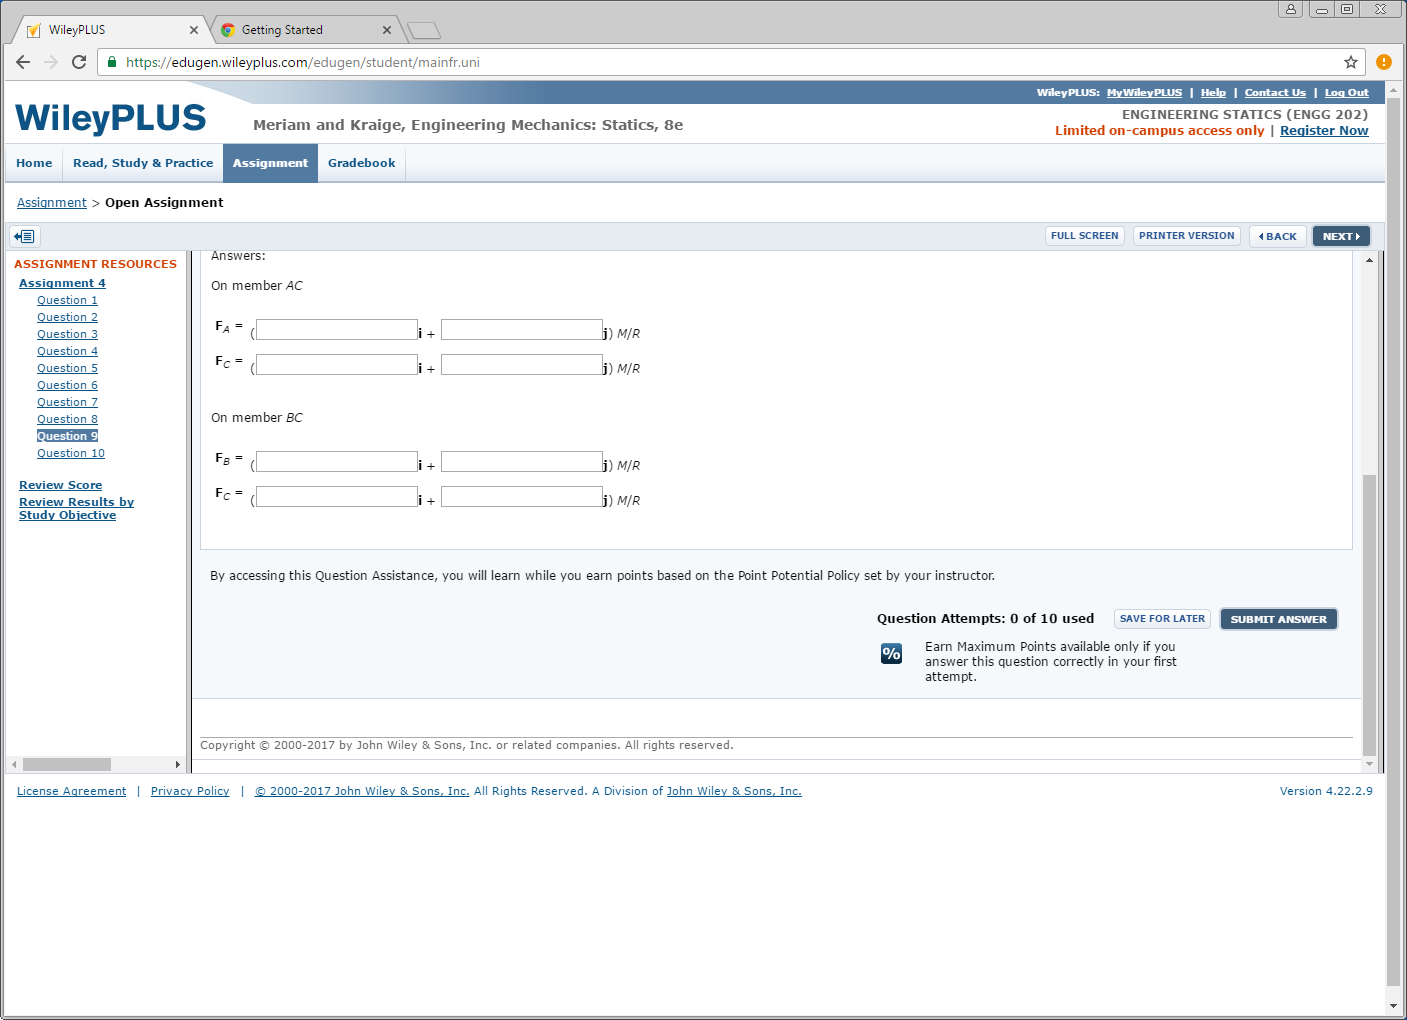 WileyPLUS
Getting Started
https://edugen.wileyplus.com/edugen/student/mainfr.uni
WileyPLUS: MyWileyPLUS | Help | Contact Us | Log Out
WileyPLUS
Meriam and Kraige, Engineering Mechanics: Statics, 8e
ENGINEERING STATICS (ENGG 202)
Limited on-campus access only | Register Now
Home
Read, Study & Practice
Assignment
Gradebook
Assignment > Open Assignment
FULL SCREEN
PRINTER VERSION
BACK
NEXT
ASSIGNMENT RESOURCES
Assignment 4
Question 1
Question 2
Question 3
Question 4
Question 5
Question 6
Question 7
Question 8
Question 9
Question 10
Review Score
Review Results by
Study Objective
Answers:
On member AC
FA = ( i + j) M/R
FC = ( i + j) M/R
On member BC
FB = ( i + j) M/R
FC = ( i + j) M/R
By accessing this Question Assistance, you will learn while you earn points based on the Point Potential Policy set by your instructor.
Question Attempts: 0 of 10 used
SAVE FOR LATER
SUBMIT ANSWER
%
Earn Maximum Points available only if you
answer this question correctly in your first
attempt.
Copyright © 2000-2017 by John Wiley & Sons, Inc. or related companies. All rights reserved.
License Agreement | Privacy Policy | © 2000-2017 John Wiley & Sons, Inc. All Rights Reserved. A Division of John Wiley & Sons, Inc.
Version 4.22.2.9